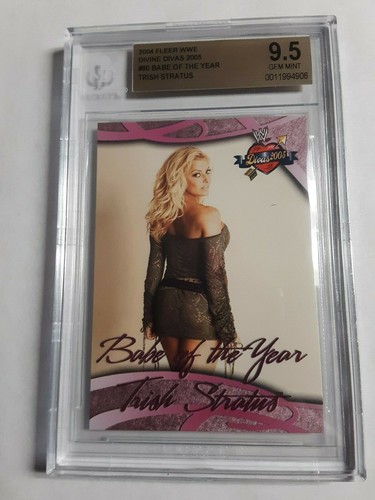 2004 FLEER WWE
DIVINE DIVAS 2005
#80 BABE OF THE YEAR
TRISH STRATUS
9.5
GEM MINT
0011994906
Divas 2005
Babe of the Year
Trish Stratus